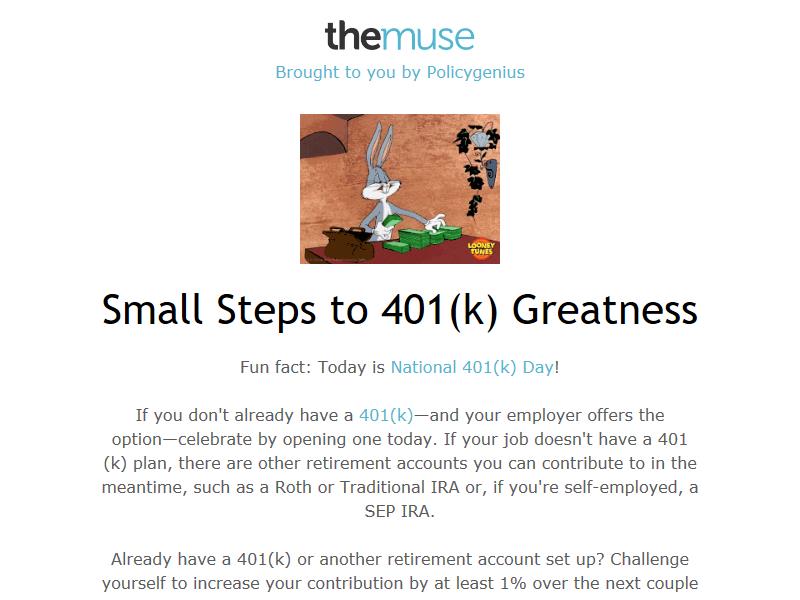 themuse
Brought to you by Policygenius
LOONEY
TUNES
Small Steps to 401(k) Greatness
Fun fact: Today is National 401(k) Day!
If you don't already have a 401(k)—and your employer offers the
option—celebrate by opening one today. If your job doesn't have a 401
(k) plan, there are other retirement accounts you can contribute to in the
meantime, such as a Roth or Traditional IRA or, if you're self-employed, a
SEP IRA.
Already have a 401(k) or another retirement account set up? Challenge
yourself to increase your contribution by at least 1% over the next couple